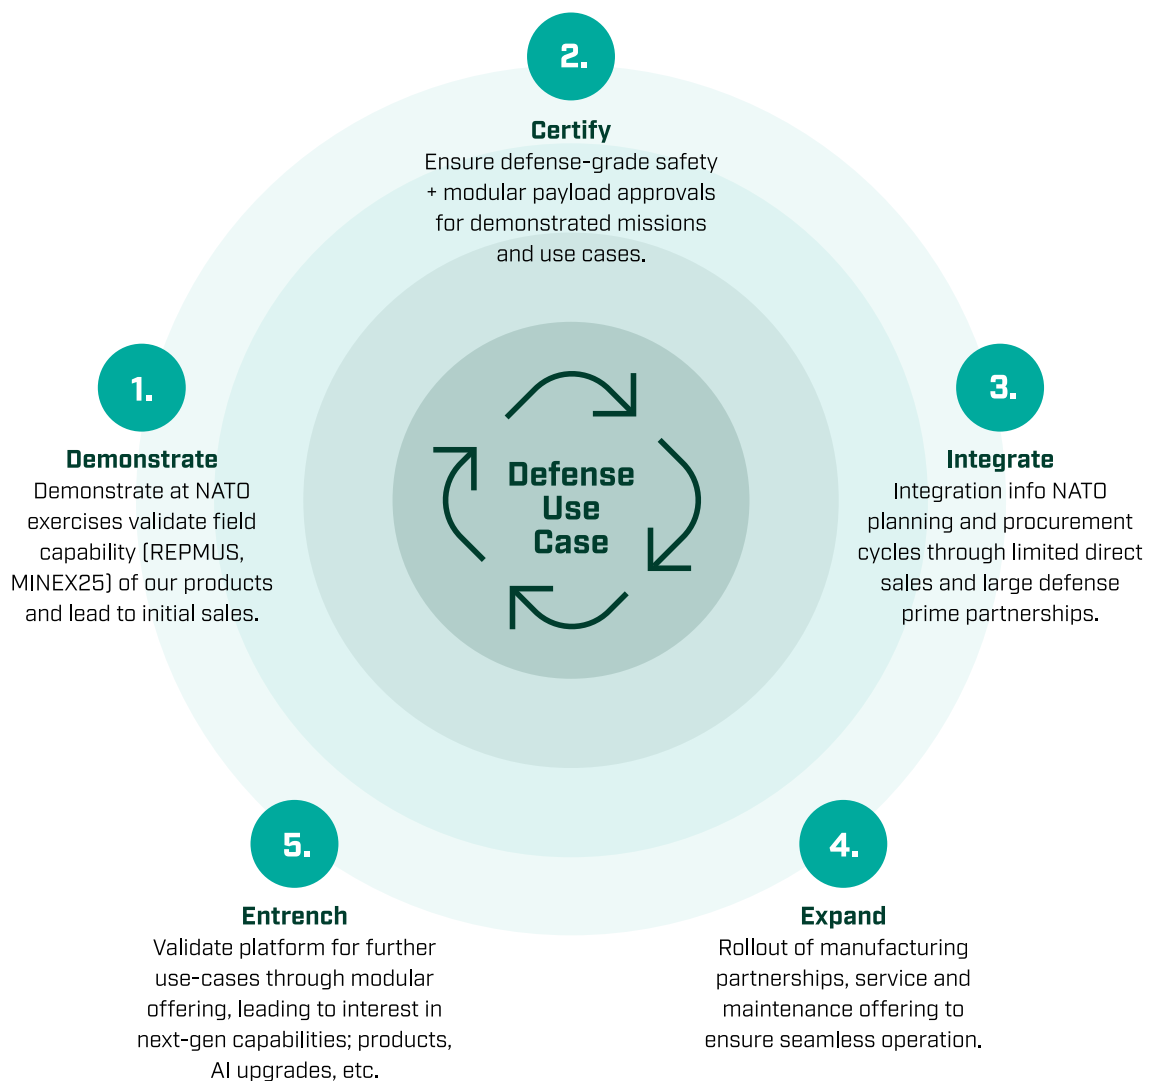 1.
Demonstrate
Demonstrate at NATO
exercises validate field
capability (REPMUS,
MINEX25) of our products
and lead to initial sales.
2.
Certify
Ensure defense-grade safety
+ modular payload approvals
for demonstrated missions
and use cases.
3.
Integrate
Integration info NATO
planning and procurement
cycles through limited direct
sales and large defense
prime partnerships.
4.
Expand
Rollout of manufacturing
partnerships, service and
maintenance offering to
ensure seamless operation.
5.
Entrench
Validate platform for further
use-cases through modular
offering, leading to interest in
next-gen capabilities; products,
AI upgrades, etc.
Defense
Use
Case